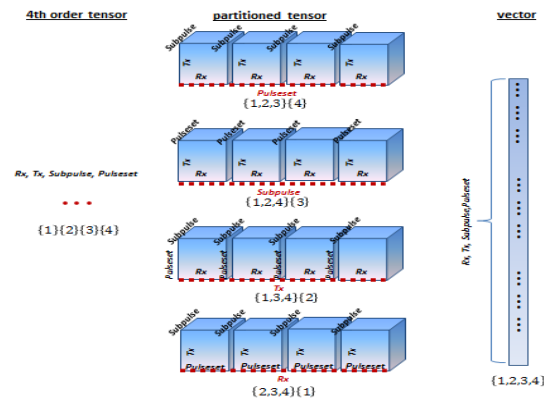 4th order tensor
partitioned tensor
vector
Subpulse Subpulse Subpulse Subpulse
Tx Tx Tx Tx
Rx Rx Rx Rx
Pulseset
{1,2,3}{4}
Pulseset Pulseset Pulseset Pulseset
Tx Tx Tx Tx
Rx Rx Rx Rx
Subpulse
{1,2,4}{3}
Rx, Tx, Subpulse, Pulseset
{1}{2}{3}{4}
Subpulse Subpulse Subpulse Subpulse
Pulseset Pulseset Pulseset Pulseset
Rx Rx Rx Rx
Tx
{1,3,4}{2}
Subpulse Subpulse Subpulse Subpulse
Tx Tx Tx Tx
Pulseset Pulseset Pulseset Pulseset
Rx
{2,3,4}{1}
Rx, Tx, Subpulse,Pulseset
{1,2,3,4}